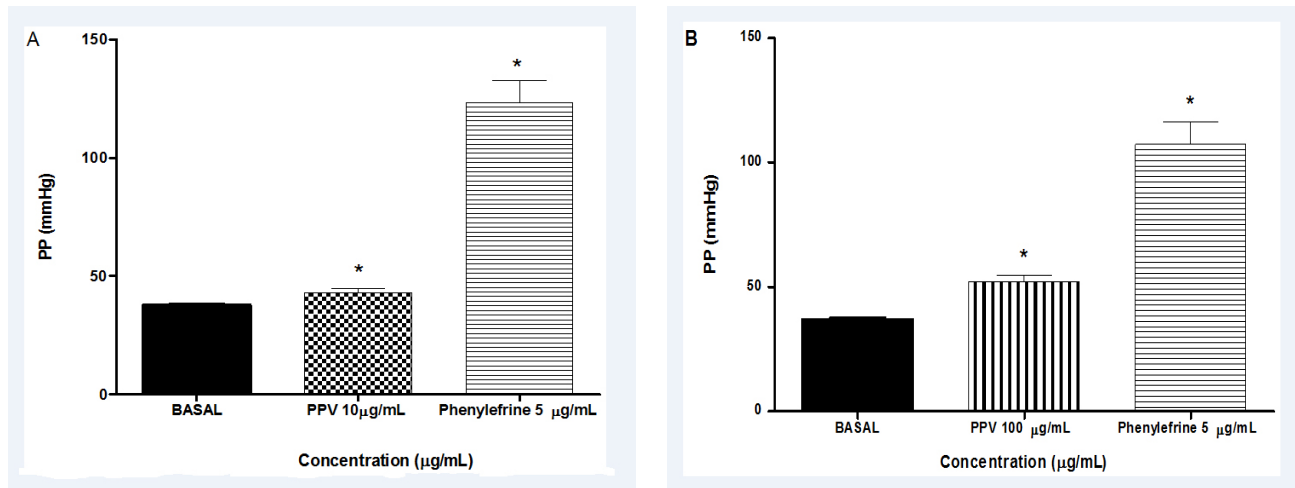 A
150
100
50
0
PP (mmHg)
*
*
BASAL PPV 10μg/mL Phenylefrine 5 μg/mL
Concentration (μg/mL)
B
150
100
50
0
PP (mmHg)
*
*
BASAL PPV 100 μg/mL Phenylefrine 5 μg/mL
Concentration (μg/mL)